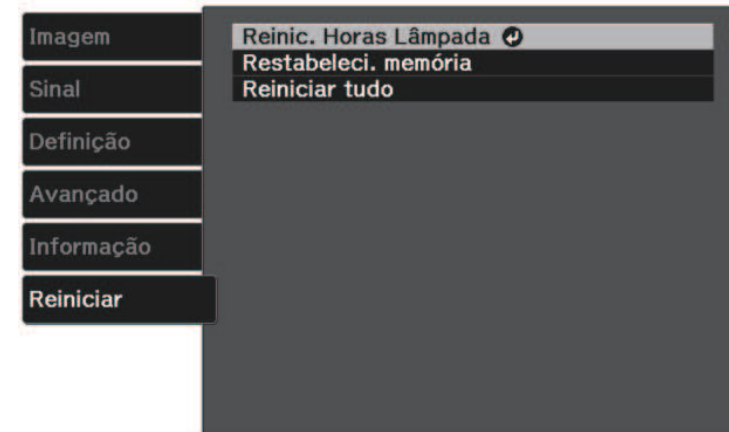 Imagem
Sinal
Definição
Avançado
Informação
Reiniciar
Reinic. Horas Lâmpada
Restabeleci. memória
Reiniciar tudo